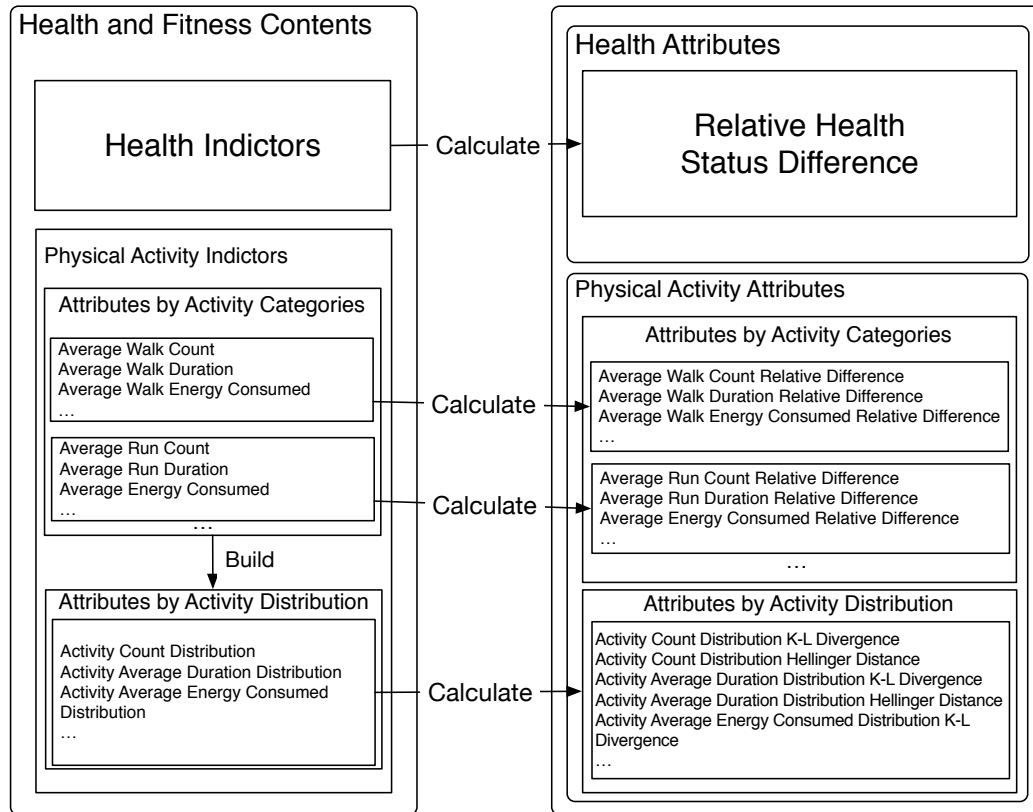 Health and Fitness Contents
Health Indictors
Physical Activity Indictors
Attributes by Activity Categories
Average Walk Count
Average Walk Duration
Average Walk Energy Consumed
…
Average Run Count
Average Run Duration
Average Energy Consumed
…
…
Build
Attributes by Activity Distribution
Activity Count Distribution
Activity Average Duration Distribution
Activity Average Energy Consumed
Distribution
…
Calculate
Calculate
Calculate
Calculate
Health Attributes
Relative Health
Status Difference
Physical Activity Attributes
Attributes by Activity Categories
Average Walk Count Relative Difference
Average Walk Duration Relative Difference
Average Walk Energy Consumed Relative Difference
…
Average Run Count Relative Difference
Average Run Duration Relative Difference
Average Energy Consumed Relative Difference
…
…
Attributes by Activity Distribution
Activity Count Distribution K-L Divergence
Activity Count Distribution Hellinger Distance
Activity Average Duration Distribution K-L Divergence
Activity Average Duration Distribution Hellinger Distance
Activity Average Energy Consumed Distribution K-L
Divergence
…